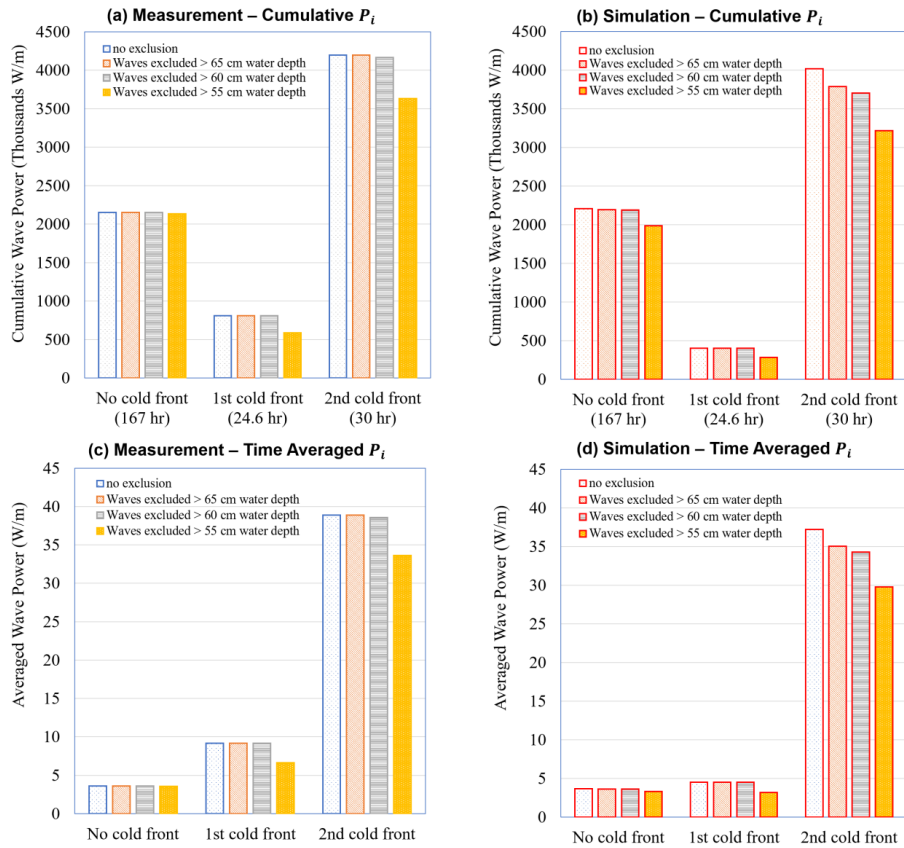 (a) Measurement – Cumulative P_i
4500
4000
3500
3000
2500
2000
1500
1000
500
0
Cumulative Wave Power (Thousands W/m)
no exclusion
Waves excluded > 65 cm water depth
Waves excluded > 60 cm water depth
Waves excluded > 55 cm water depth
No cold front 1st cold front 2nd cold front
(167 hr) (24.6 hr) (30 hr)
(b) Simulation – Cumulative P_i
4500
4000
3500
3000
2500
2000
1500
1000
500
0
Cumulative Wave Power (Thousands W/m)
no exclusion
Waves excluded > 65 cm water depth
Waves excluded > 60 cm water depth
Waves excluded > 55 cm water depth
No cold front 1st cold front 2nd cold front
(167 hr) (24.6 hr) (30 hr)
(c) Measurement – Time Averaged P_i
45
40
35
30
25
20
15
10
5
0
Averaged Wave Power (W/m)
no exclusion
Waves excluded > 65 cm water depth
Waves excluded > 60 cm water depth
Waves excluded > 55 cm water depth
No cold front 1st cold front 2nd cold front
(d) Simulation – Time Averaged P_i
45
40
35
30
25
20
15
10
5
0
Averaged Wave Power (W/m)
no exclusion
Waves excluded > 65 cm water depth
Waves excluded > 60 cm water depth
Waves excluded > 55 cm water depth
No cold front 1st cold front 2nd cold front